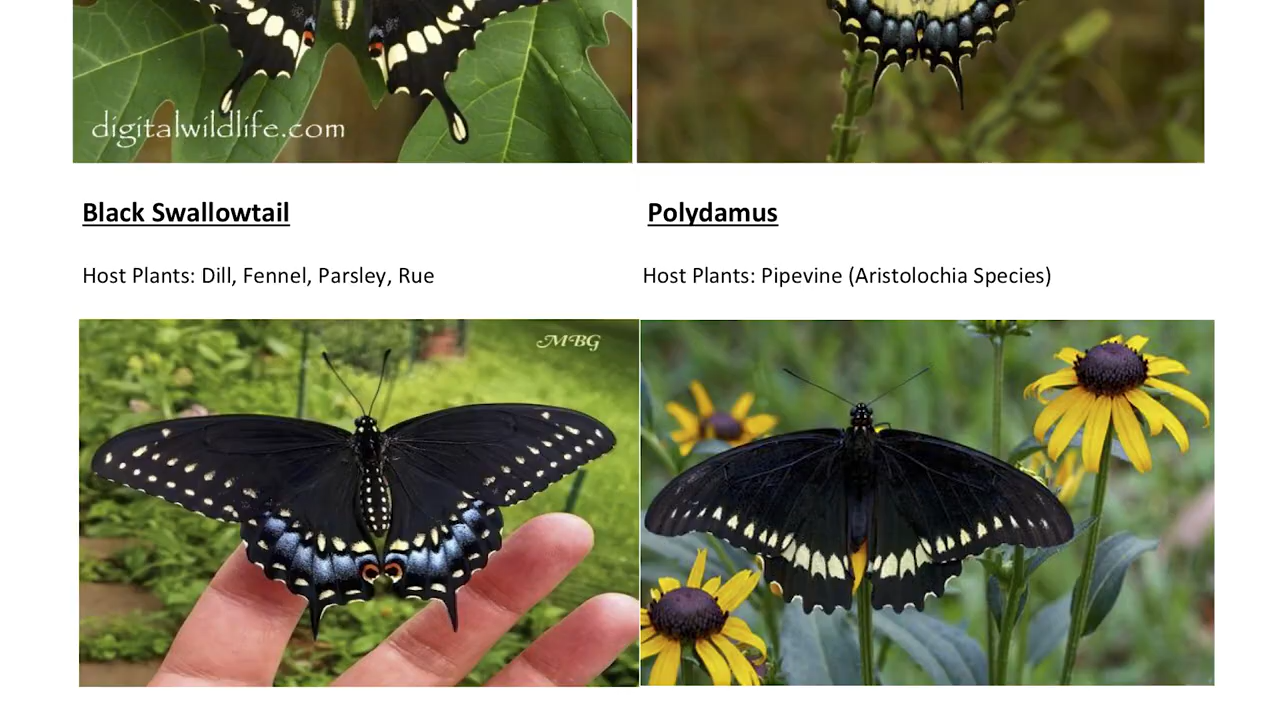 digitalwildlife.com
Black Swallowtail
Polydamus
Host Plants: Dill, Fennel, Parsley, Rue
Host Plants: Pipevine (Aristolochia Species)
MBG